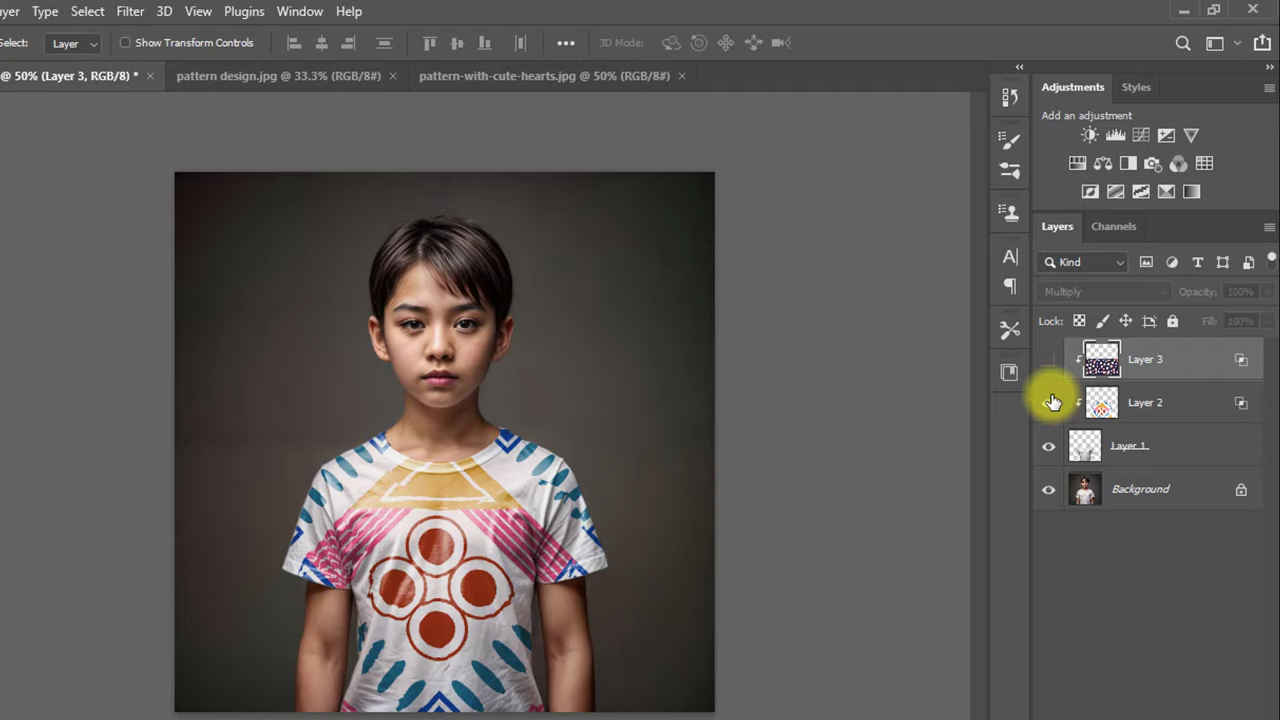 ayer Type Select Filter 3D View Plugins Window Help
Select: Layer Show Transform Controls 3D Mode:
@ 50% (Layer 3, RGB/8) * × pattern design.jpg @ 33.3% (RGB/8#) × pattern-with-cute-hearts.jpg @ 50% (RGB/8#) ×
Adjustments Styles
Add an adjustment
Layers Channels
Kind
Multiply Opacity: 100%
Lock: Fill: 100%
Layer 3
Layer 2
Layer 1
Background